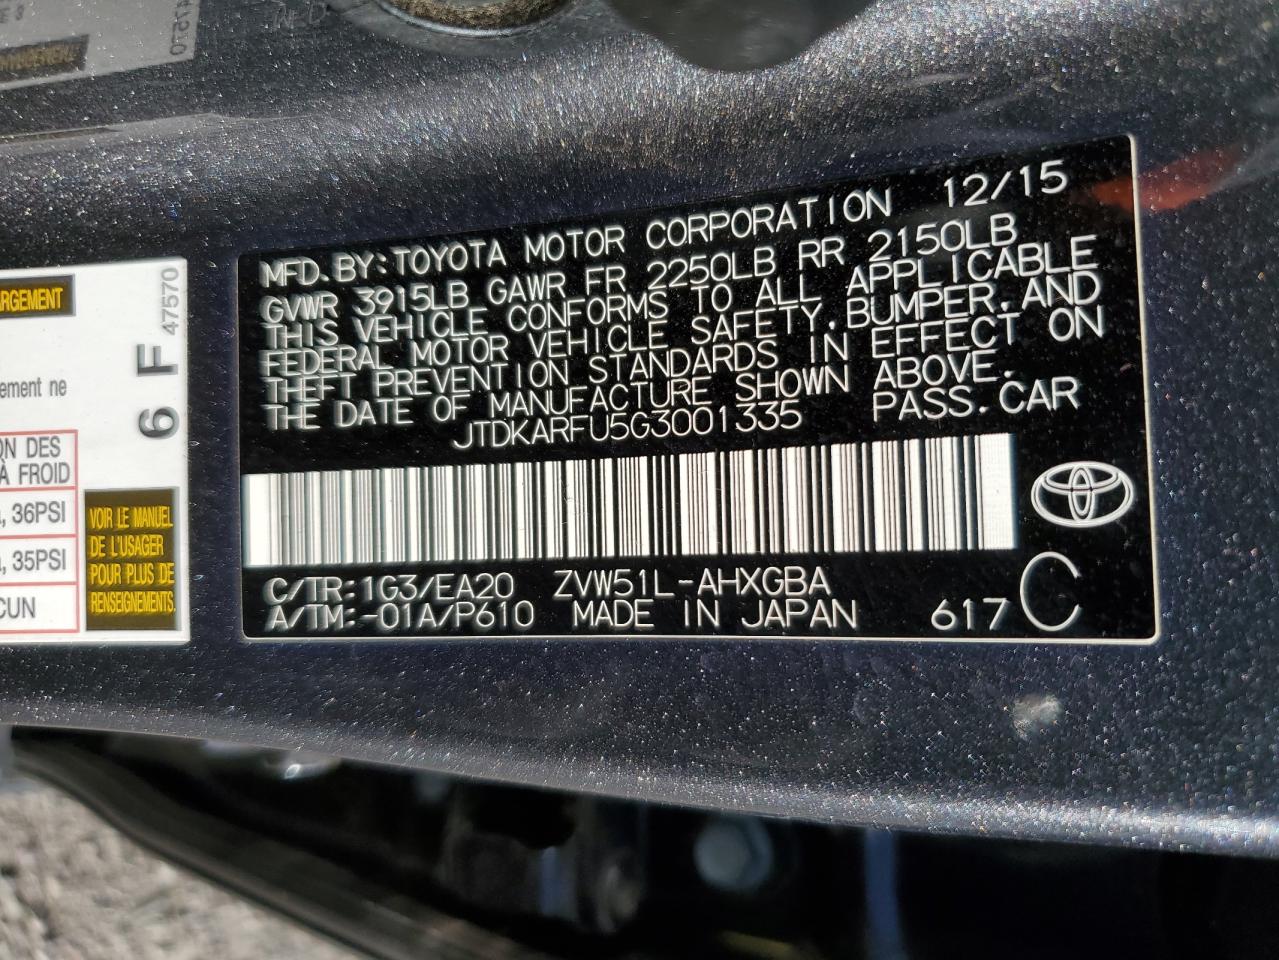 MFD.BY:TOYOTA MOTOR CORPORATION 12/15
GVWR 3915LB GAWR FR 2250LB RR 2150LB
THIS VEHICLE CONFORMS TO ALL APPLICABLE
FEDERAL MOTOR VEHICLE SAFETY,BUMPER,AND
THEFT PREVENTION STANDARDS IN EFFECT ON
THE DATE OF MANUFACTURE SHOWN ABOVE.
JTDKARFU5G3001335 PASS.CAR
C/TR:1G3/EA20 ZVW51L-AHXGBA
A/TM:-01A/P610 MADE IN JAPAN 617 C
6 F 47570
ement ne
ON DES
À FROID
, 36PSI
, 35PSI
CUN
VOIR LE MANUEL
DE L'USAGER
POUR PLUS DE
RENSEIGNEMENTS.